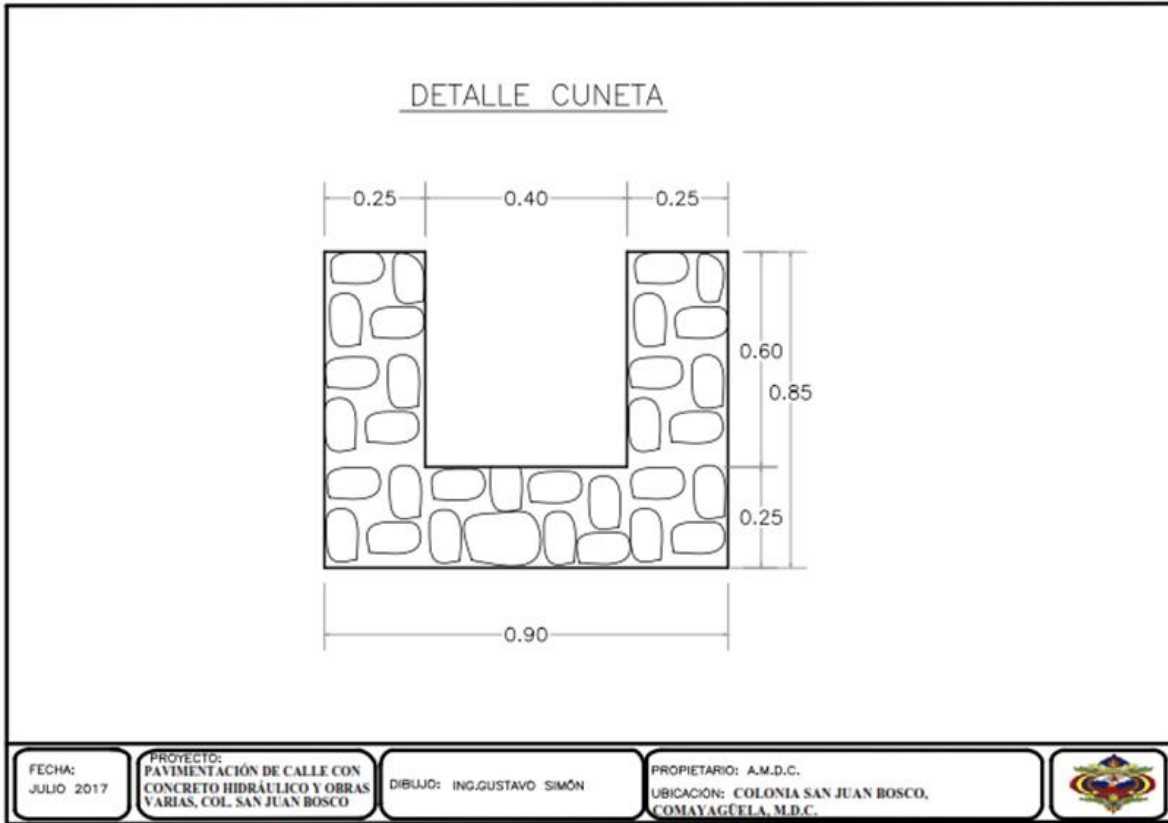 DETALLE CUNETA
0.25
0.40
0.25
0.60
0.85
0.25
0.90
FECHA:
JULIO 2017
PROYECTO:
PAVIMENTACIÓN DE CALLE CON
CONCRETO HIDRÁULICO Y OBRAS
VARIAS, COL. SAN JUAN BOSCO
DIBUJO: ING.GUSTAVO SIMÓN
PROPIETARIO: A.M.D.C.
UBICACIÓN: COLONIA SAN JUAN BOSCO,
COMAYAGÜELA, M.D.C.